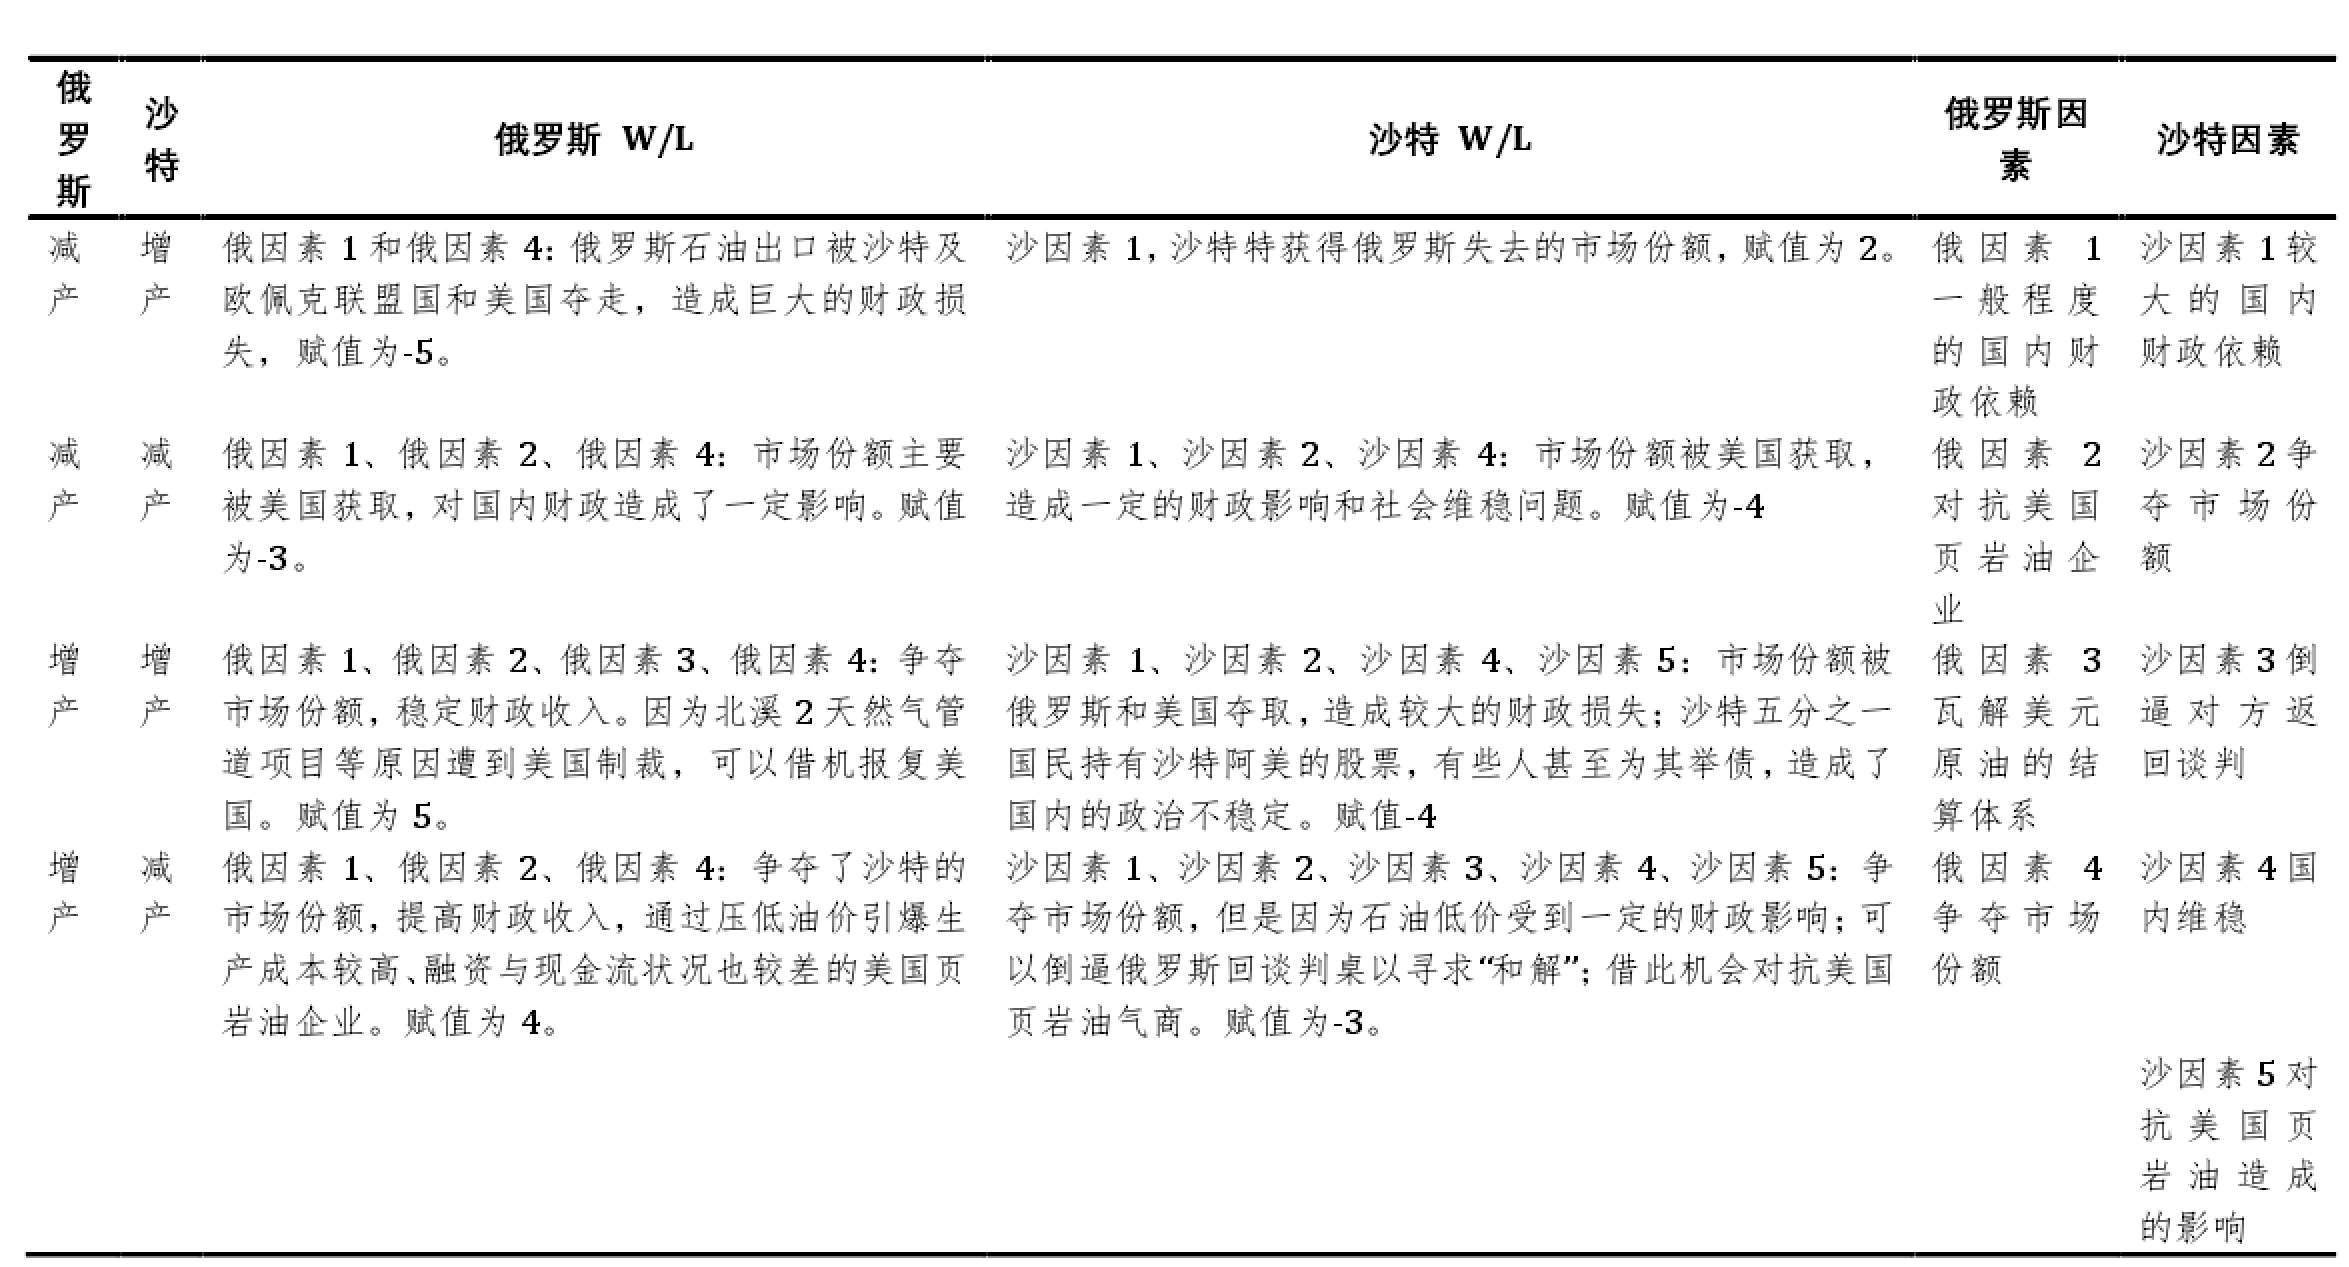 俄罗斯
沙特
俄罗斯 W/L
沙特 W/L
俄罗斯因素
沙特因素
减产
增产
俄因素 1 和俄因素 4：俄罗斯石油出口被沙特及
欧佩克联盟国和美国夺走，造成巨大的财政损
失，赋值为-5。
沙因素 1，沙特特获得俄罗斯失去的市场份额，赋值为 2。
俄因素 1
一般程度
的国内财
政依赖
沙因素 1 较
大的国内
财政依赖
减产
减产
俄因素 1、俄因素 2、俄因素 4：市场份额主要
被美国获取，对国内财政造成了一定影响。赋值
为-3。
沙因素 1、沙因素 2、沙因素 4：市场份额被美国获取，
造成一定的财政影响和社会维稳问题。赋值为-4
俄因素 2
对抗美国
页岩油企
业
沙因素 2 争
夺市场份
额
增产
增产
俄因素 1、俄因素 2、俄因素 3、俄因素 4：争夺
市场份额，稳定财政收入。因为北溪 2 天然气管
道项目等原因遭到美国制裁，可以借机报复美
国。赋值为 5。
沙因素 1、沙因素 2、沙因素 4、沙因素 5：市场份额被
俄罗斯和美国夺取，造成较大的财政损失；沙特五分之一
国民持有沙特阿美的股票，有些人甚至为其举债，造成了
国内的政治不稳定。赋值-4
俄因素 3
瓦解美元
原油的结
算体系
沙因素 3 倒
逼对方返
回谈判
增产
减产
俄因素 1、俄因素 2、俄因素 4：争夺了沙特的
市场份额，提高财政收入，通过压低油价引爆生
产成本较高、融资与现金流状况也较差的美国页
岩油企业。赋值为 4。
沙因素 1、沙因素 2、沙因素 3、沙因素 4、沙因素 5：争
夺市场份额，但是因为石油低价受到一定的财政影响；可
以倒逼俄罗斯回谈判桌以寻求“和解”；借此机会对抗美国
页岩油气商。赋值为-3。
俄因素 4
争夺市场
份额
沙因素 4 国
内维稳
沙因素 5 对
抗美国页
岩油造成
的影响